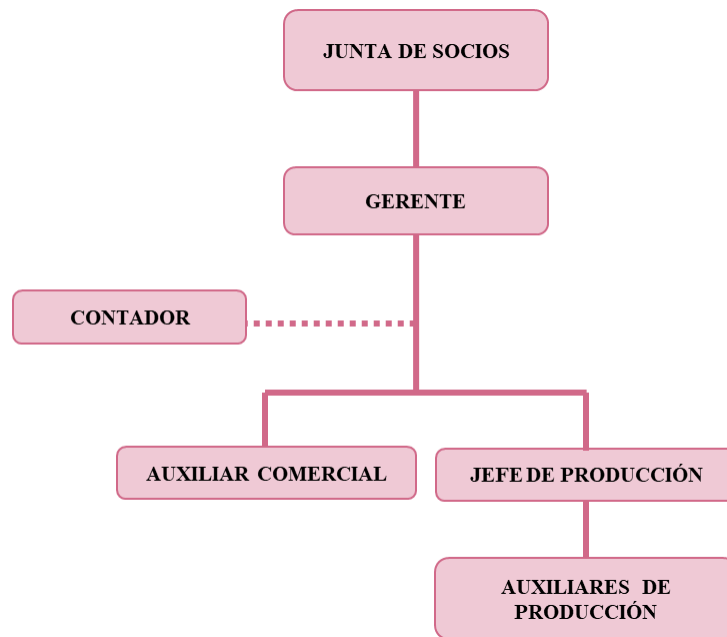 JUNTA DE SOCIOS
GERENTE
CONTADOR
AUXILIAR COMERCIAL
JEFE DE PRODUCCIÓN
AUXILIARES DE
PRODUCCIÓN